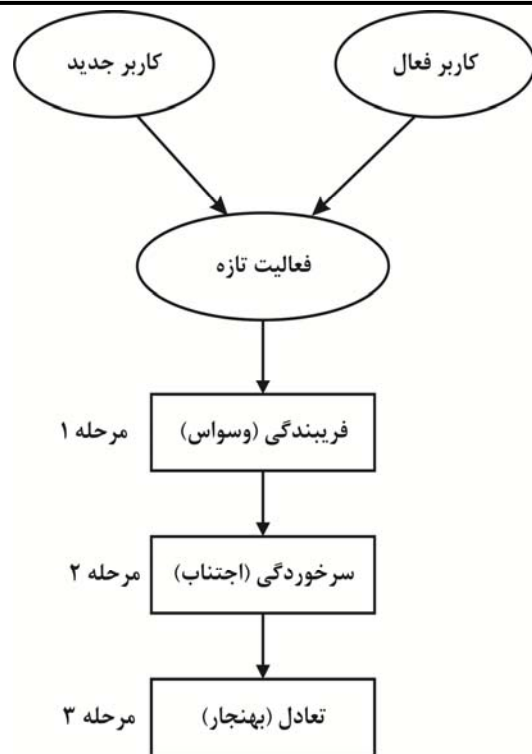 کاربر فعال
کاربر جدید
فعالیت تازه
فریبندگی (وسواس)
مرحله ۱
سرخوردگی (اجتناب)
مرحله ۲
تعادل (بهنجار)
مرحله ۳